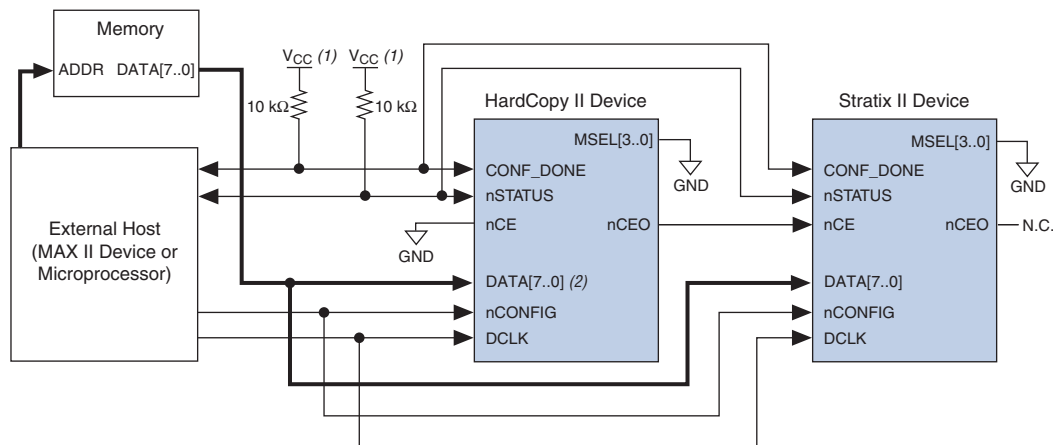 Memory
ADDR DATA[7..0]
VCC (1) VCC (1)
10 kΩ 10 kΩ
HardCopy II Device
Stratix II Device
MSEL[3..0]
GND
CONF_DONE
nSTATUS
nCE
nCEO
GND
DATA[7..0] (2)
nCONFIG
DCLK
MSEL[3..0]
GND
CONF_DONE
nSTATUS
nCE
nCEO
N.C.
DATA[7..0]
nCONFIG
DCLK
External Host
(MAX II Device or
Microprocessor)